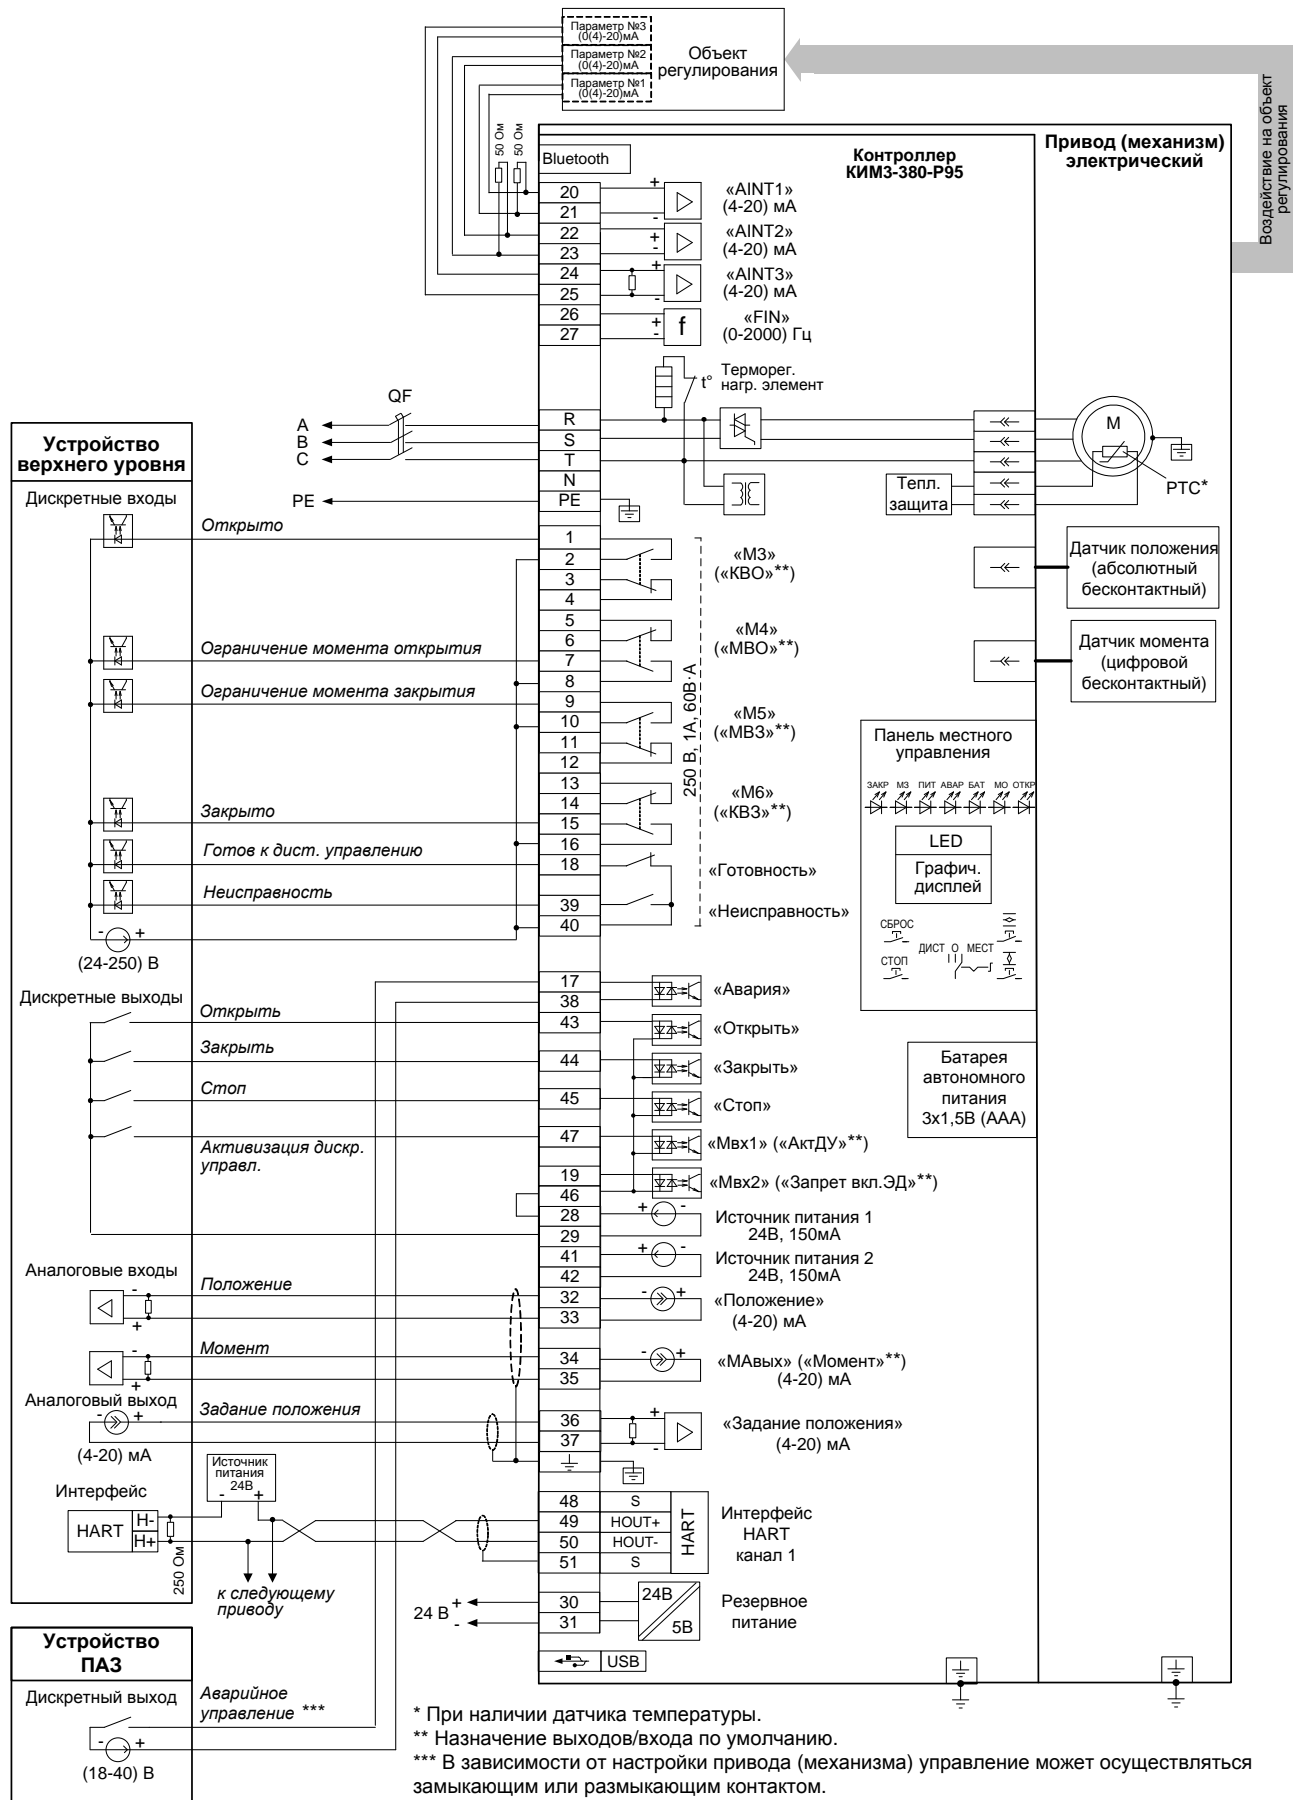 Параметр №3
(0(4)-20)мА
Параметр №2
(0(4)-20)мА
Параметр №1
(0(4)-20)мА
Объект
регулирования
Воздействие на объект
регулирования
50 Ом
50 Ом
Bluetooth
Контроллер
КИМ3-380-Р95
Привод (механизм)
электрический
20
21
22
23
24
25
26
27
+
-
«AINT1»
(4-20) мА
+
-
«AINT2»
(4-20) мА
+
-
«AINT3»
(4-20) мА
+
-
f
«FIN»
(0-2000) Гц
t°
Терморег.
нагр. элемент
QF
A
B
C
PE
R
S
T
N
PE
Тепл.
защита
M
PTC*
Устройство
верхнего уровня
Дискретные входы
Открыто
Ограничение момента открытия
Ограничение момента закрытия
Закрыто
Готов к дист. управлению
Неисправность
- +
(24-250) В
1
2
3
4
5
6
7
8
9
10
11
12
13
14
15
16
18
39
40
«М3»
(«КВО»**)
«М4»
(«МВО»**)
«М5»
(«МВЗ»**)
«М6»
(«КВЗ»**)
«Готовность»
«Неисправность»
250 В, 1А, 60В·А
Датчик положения
(абсолютный
бесконтактный)
Датчик момента
(цифровой
бесконтактный)
Панель местного
управления
ЗАКР МЗ ПИТ АВАР БАТ МО ОТКР
LED
Графич.
дисплей
СБРОС
СТОП
ДИСТ О МЕСТ
Батарея
автономного
питания
3х1,5В (ААА)
Дискретные выходы
Открыть
Закрыть
Стоп
Активизация дискр.
управл.
17
38
43
44
45
47
19
46
28
29
41
42
32
33
34
35
36
37
«Авария»
«Открыть»
«Закрыть»
«Стоп»
«Мвх1» («АктДУ»**)
«Мвх2» («Запрет вкл.ЭД»**)
+ -
Источник питания 1
24В, 150мА
+ -
Источник питания 2
24В, 150мА
- +
«Положение»
(4-20) мА
- +
«МАвых» («Момент»**)
(4-20) мА
+
-
«Задание положения»
(4-20) мА
Аналоговые входы
-
+
Положение
-
+
Момент
Аналоговый выход
- +
Задание положения
(4-20) мА
Источник
питания
24В
- +
Интерфейс
HART
H-
H+
250 Ом
к следующему
приводу
48 S
49 HOUT+
50 HOUT-
51 S
HART
Интерфейс
HART
канал 1
24 В
+
-
30
31
24В
5В
Резервное
питание
USB
Устройство
ПАЗ
Дискретный выход
Аварийное
управление ***
- +
(18-40) В
* При наличии датчика температуры.
** Назначение выходов/входа по умолчанию.
*** В зависимости от настройки привода (механизма) управление может осуществляться
замыкающим или размыкающим контактом.